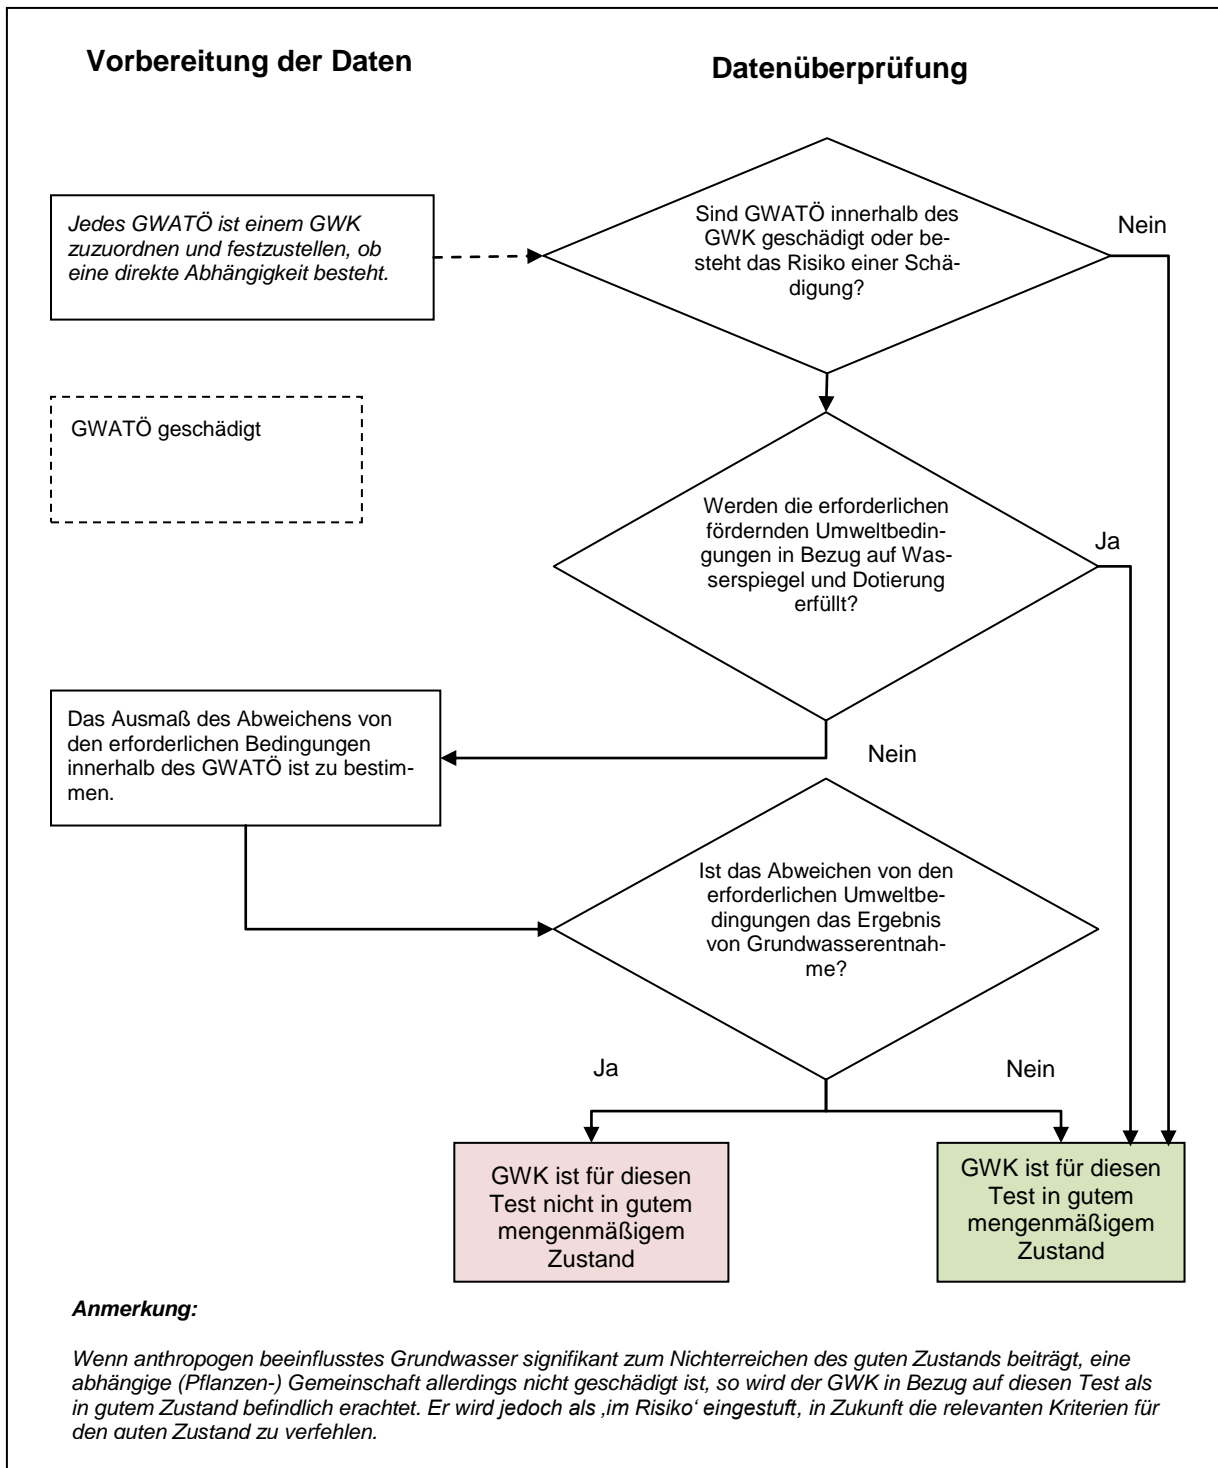 Vorbereitung der Daten
Datenüberprüfung
Jedes GWATÖ ist einem GWK
zuzuordnen und festzustellen, ob
eine direkte Abhängigkeit besteht.
Sind GWATÖ innerhalb des
GWK geschädigt oder be-
steht das Risiko einer Schä-
digung?
Nein
GWATÖ geschädigt
Werden die erforderlichen
fördernden Umweltbedin-
gungen in Bezug auf Was-
serspiegel und Dotierung
erfüllt?
Ja
Das Ausmaß des Abweichens von
den erforderlichen Bedingungen
innerhalb des GWATÖ ist zu bestim-
men.
Nein
Ist das Abweichen von den
erforderlichen Umweltbe-
dingungen das Ergebnis
von Grundwasserentnah-
me?
Ja
Nein
GWK ist für diesen
Test nicht in gutem
mengenmäßigem
Zustand
GWK ist für diesen
Test in gutem
mengenmäßigem
Zustand
Anmerkung:
Wenn anthropogen beeinflusstes Grundwasser signifikant zum Nichterreichen des guten Zustands beiträgt, eine
abhängige (Pflanzen-) Gemeinschaft allerdings nicht geschädigt ist, so wird der GWK in Bezug auf diesen Test als
in gutem Zustand befindlich erachtet. Er wird jedoch als ‚im Risiko‘ eingestuft, in Zukunft die relevanten Kriterien für
den guten Zustand zu verfehlen.